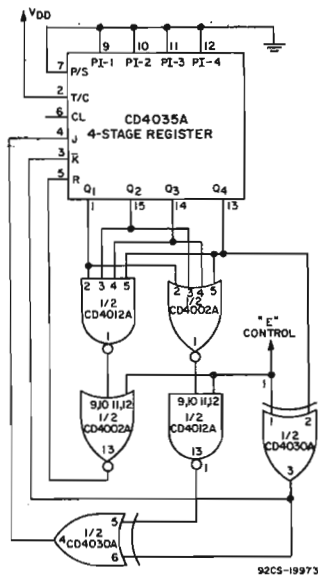 VDD
9 10 11 12
PI-1 PI-2 PI-3 PI-4
7 P/S
2 T/C
CD4035A
4-STAGE REGISTER
6 CL
4 J
3 K̅
5 R
Q1 Q2 Q3 Q4
1 15 14 13
2 3 4 5
1/2
CD4012A
1
2 3 4 5
1/2
CD4002A
1
"E"
CONTROL
1
9,10 11,12
1/2
CD4002A
13
9,10 11,12
1/2
CD4012A
13
1
1 2
1/2
CD4030A
3
5
1/2
4 CD4030A
6
92CS-19973